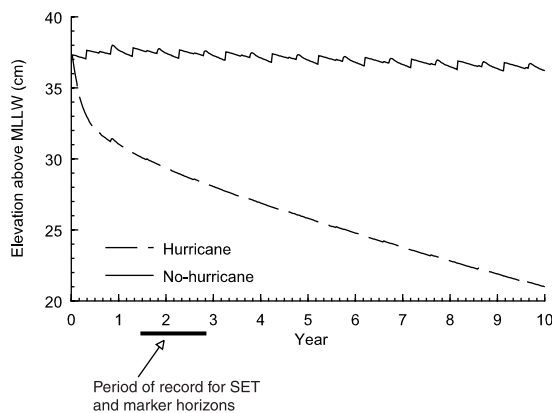 Elevation above MLLW (cm)
40
35
30
25
20
Hurricane
No-hurricane
0 1 2 3 4 5 6 7 8 9 10
Year
Period of record for SET
and marker horizons